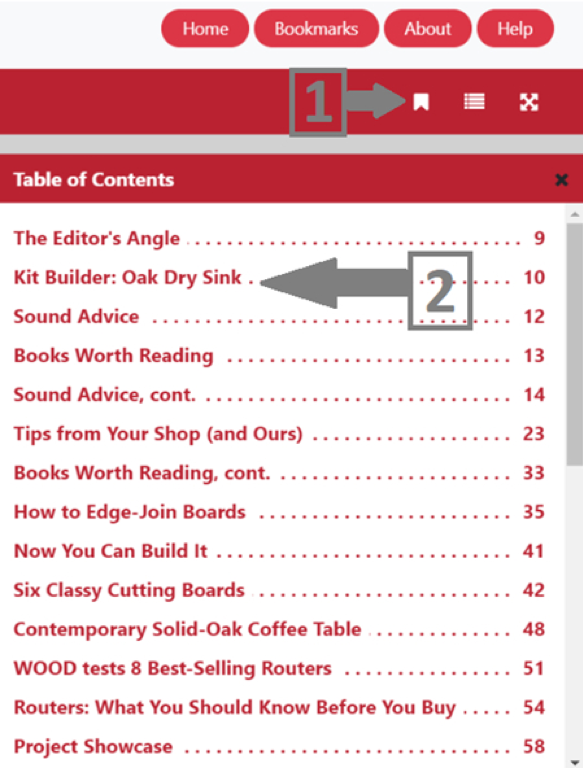 Home Bookmarks About Help
1
Table of Contents
The Editor's Angle . . . . . . . . . . . . . . . . . . . . . . . . . . . . . . . . . . . . . . 9
Kit Builder: Oak Dry Sink . 2 . . . . . . . . 10
Sound Advice . . . . . . . . . . . . . . . . . . . . . . . . . . . . . . . . . . . . . . . . . 12
Books Worth Reading . . . . . . . . . . . . . . . . . . . . . . . . . . . . . . . . 13
Sound Advice, cont. . . . . . . . . . . . . . . . . . . . . . . . . . . . . . . . . . . . 14
Tips from Your Shop (and Ours) . . . . . . . . . . . . . . . . . . . . . . 23
Books Worth Reading, cont. . . . . . . . . . . . . . . . . . . . . . . . . . . 33
How to Edge-Join Boards . . . . . . . . . . . . . . . . . . . . . . . . . . . . 35
Now You Can Build It . . . . . . . . . . . . . . . . . . . . . . . . . . . . . . . . . 41
Six Classy Cutting Boards . . . . . . . . . . . . . . . . . . . . . . . . . . . . . 42
Contemporary Solid-Oak Coffee Table . . . . . . . . . . . . . . . . 48
WOOD tests 8 Best-Selling Routers . . . . . . . . . . . . . . . . . . . 51
Routers: What You Should Know Before You Buy . . . . . . 54
Project Showcase . . . . . . . . . . . . . . . . . . . . . . . . . . . . . . . . . . . . . 58